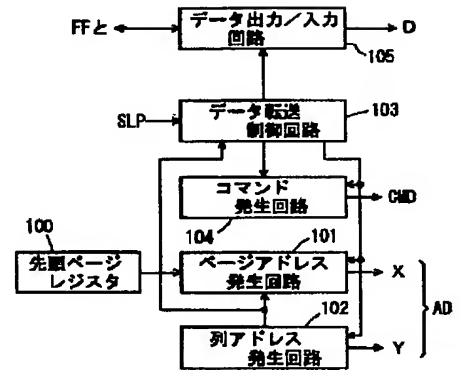 FFと
データ出力/入力
回路
D
105
SLP
データ転送
制御回路
103
コマンド
発生回路
CMD
104
100
先頭ページ
レジスタ
101
ページアドレス
発生回路
X
102
列アドレス
発生回路
Y
AD